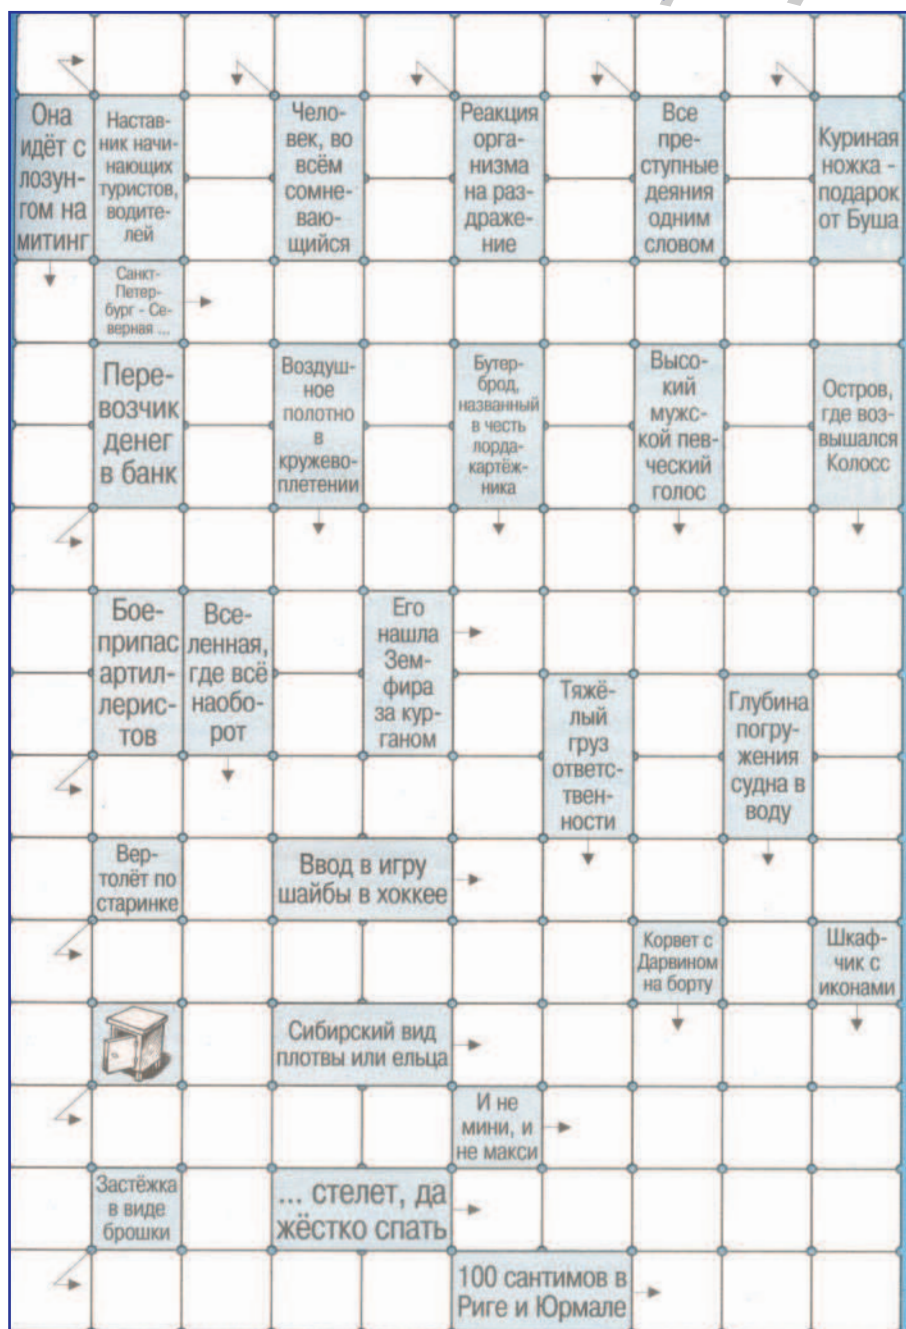 Она
идёт с
лозун-
гом на
митинг
Настав-
ник начи-
нающих
туристов,
водите-
лей
Чело-
век, во
всём
сомне-
ваю-
щийся
Реакция
орга-
низма
на раз-
драже-
ние
Все
пре-
ступные
деяния
одним
словом
Куриная
ножка -
подарок
от Буша
Санкт-
Петер-
бург - Се-
верная ...
Пере-
возчик
денег
в банк
Воздуш-
ное
полотно
в
кружево-
плетении
Бутер-
брод,
названный
в честь
лорда-
картёж-
ника
Высо-
кий
мужс-
кой пев-
ческий
голос
Остров,
где воз-
вышался
Колосс
Бое-
припас
артил-
лерис-
тов
Все-
ленная,
где всё
наобо-
рот
Его
нашла
Зем-
фира
за кур-
ганом
Тяжё-
лый
груз
ответс-
твен-
ности
Глубина
погру-
жения
судна в
воду
Вер-
толёт по
старинке
Ввод в игру
шайбы в хоккее
Корвет с
Дарвином
на борту
Шкаф-
чик с
иконами
Сибирский вид
плотвы или ельца
И не
мини, и
не макси
Застёжка
в виде
брошки
... стелет, да
жёстко спать
100 сантимов в
Риге и Юрмале